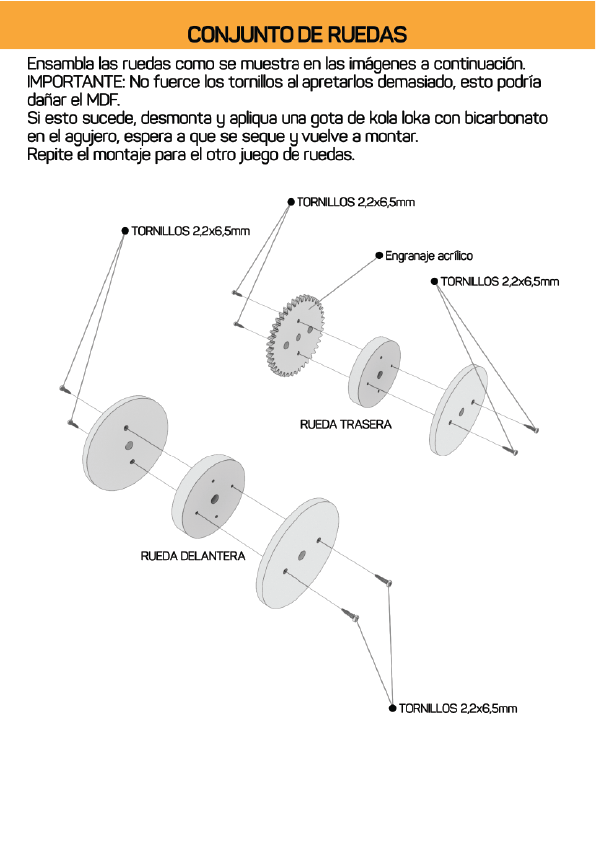 CONJUNTO DE RUEDAS
Ensambla las ruedas como se muestra en las imágenes a continuación.
IMPORTANTE: No fuerce los tornillos al apretarlos demasiado, esto podría
dañar el MDF.
Si esto sucede, desmonta y apliqua una gota de kola loka con bicarbonato
en el agujero, espera a que se seque y vuelve a montar.
Repite el montaje para el otro juego de ruedas.
TORNILLOS 2,2x6,5mm
TORNILLOS 2,2x6,5mm
Engranaje acrílico
TORNILLOS 2,2x6,5mm
RUEDA TRASERA
RUEDA DELANTERA
TORNILLOS 2,2x6,5mm